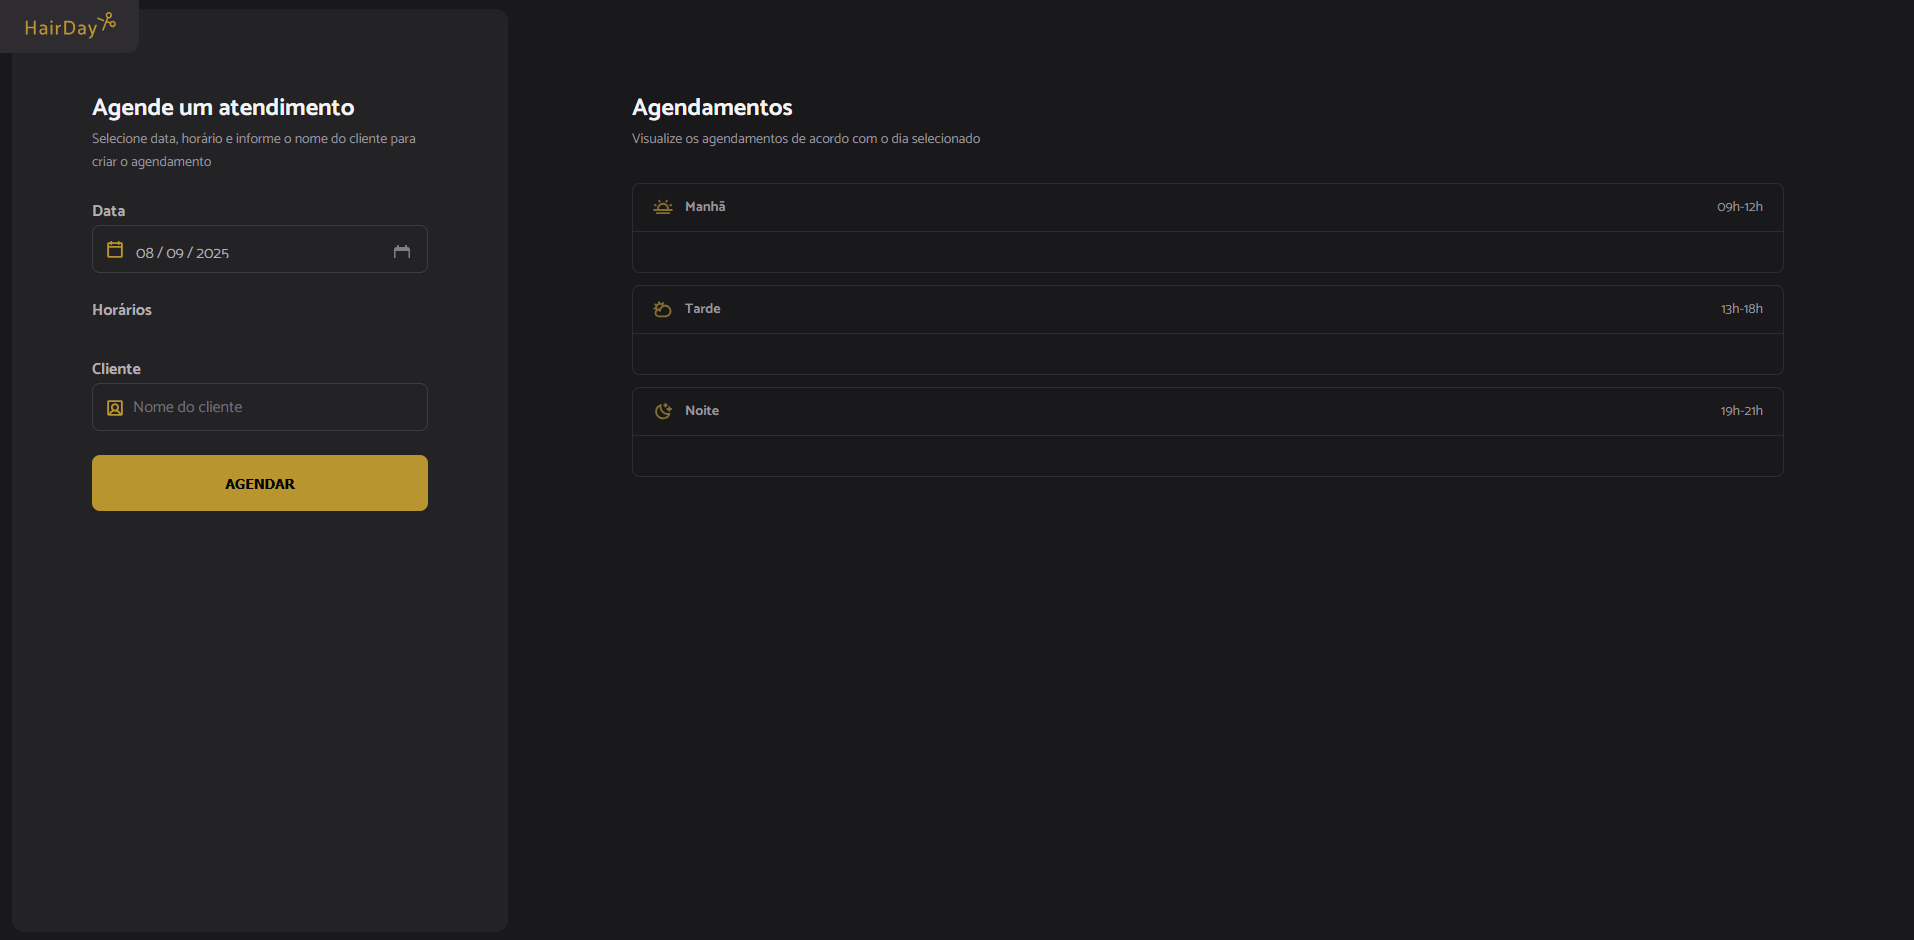 HairDay
Agende um atendimento
Selecione data, horário e informe o nome do cliente para
criar o agendamento
Data
08 / 09 / 2025
Horários
Cliente
Nome do cliente
AGENDAR
Agendamentos
Visualize os agendamentos de acordo com o dia selecionado
Manhã 09h-12h
Tarde 13h-18h
Noite 19h-21h